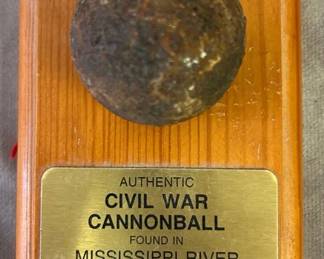 AUTHENTIC
CIVIL WAR
CANNONBALL
FOUND IN
MISSISSIPPI RIVER